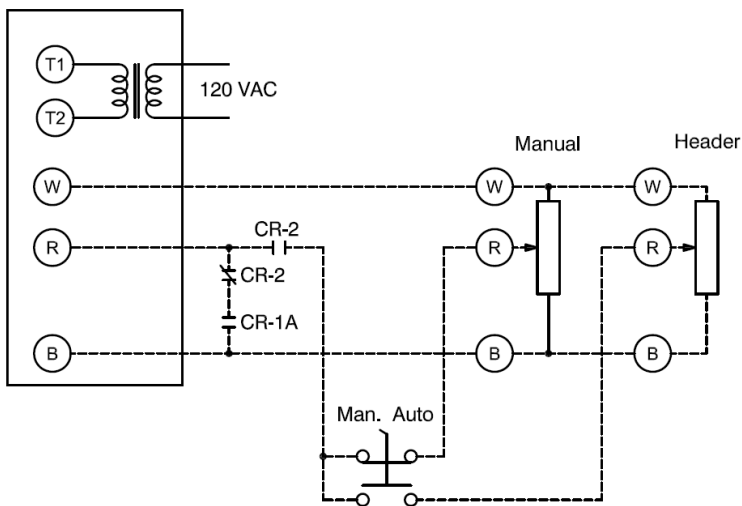 T1
120 VAC
T2
Manual
Header
W
W
W
CR-2
R
R
R
CR-2
CR-1A
B
B
B
Man. Auto